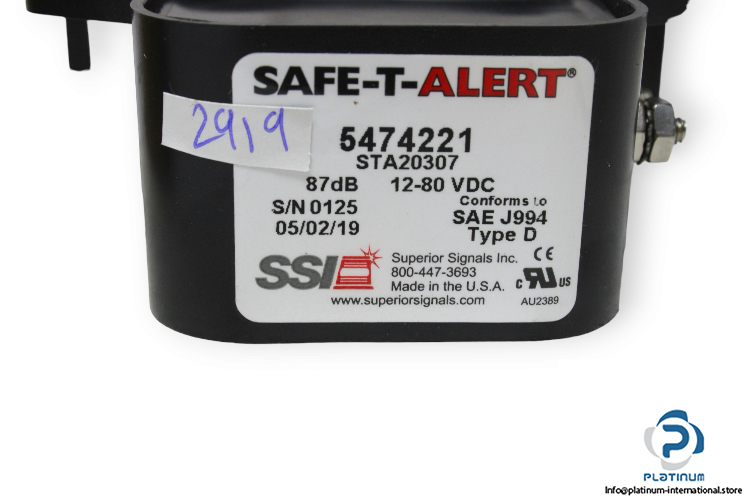 SAFE-T-ALERT®
2919
5474221
STA20307
87dB 12-80 VDC
S/N 0125
05/02/19
Conforms to
SAE J994
Type D
SSI
Superior Signals Inc.
800-447-3693
Made in the U.S.A.
www.superiorsignals.com
CE
c UR US
AU2389
PLATINUM
Info@platinum-international.store